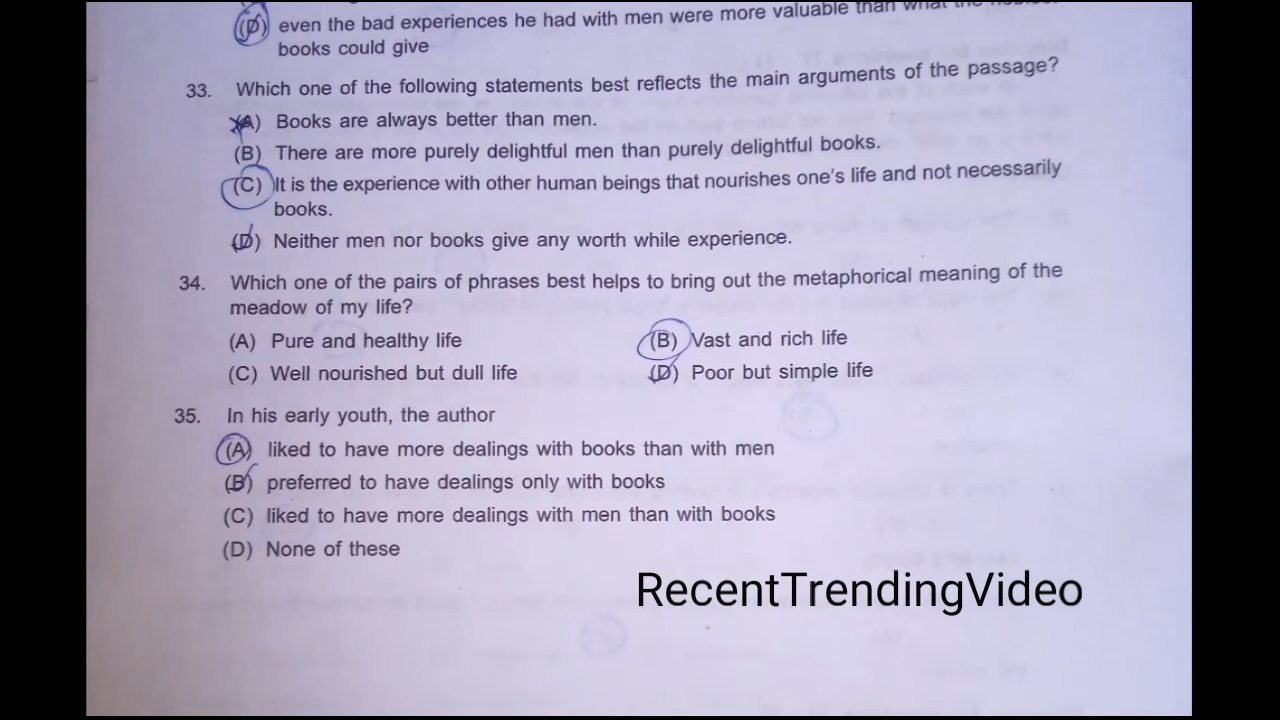 (D) even the bad experiences he had with men were more valuable than what the
books could give
33. Which one of the following statements best reflects the main arguments of the passage?
(A) Books are always better than men.
(B) There are more purely delightful men than purely delightful books.
(C) It is the experience with other human beings that nourishes one's life and not necessarily
books.
(D) Neither men nor books give any worth while experience.
34. Which one of the pairs of phrases best helps to bring out the metaphorical meaning of the
meadow of my life?
(A) Pure and healthy life (B) Vast and rich life
(C) Well nourished but dull life (D) Poor but simple life
35. In his early youth, the author
(A) liked to have more dealings with books than with men
(B) preferred to have dealings only with books
(C) liked to have more dealings with men than with books
(D) None of these
RecentTrendingVideo